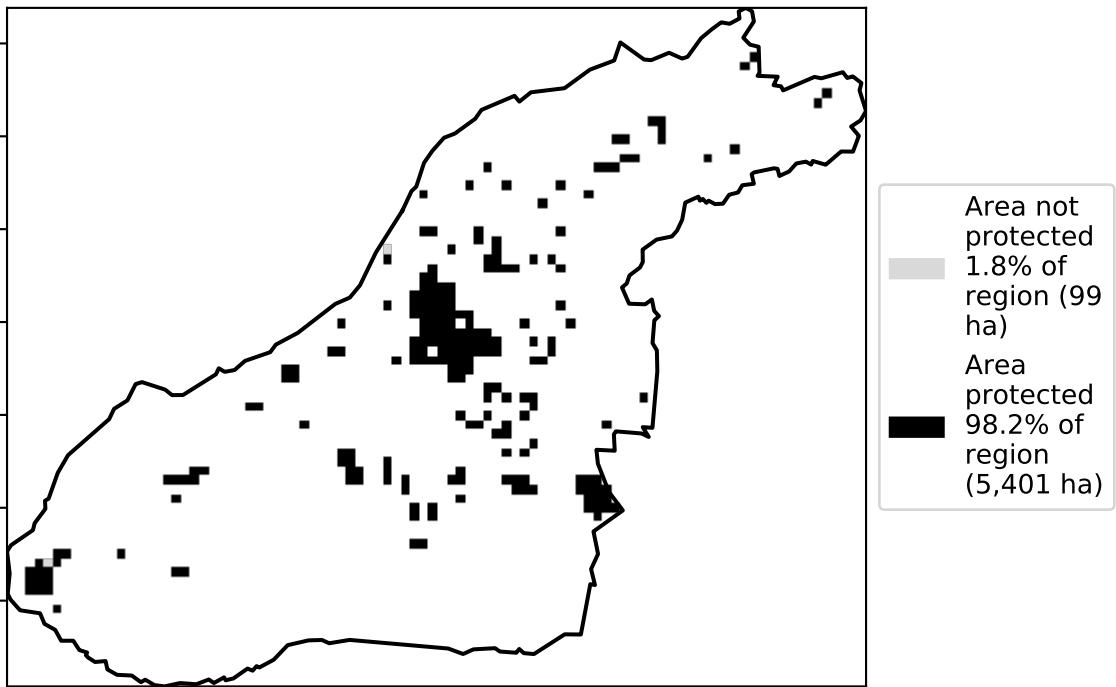 Area not
protected
1.8% of
region (99
ha)
Area
protected
98.2% of
region
(5,401 ha)